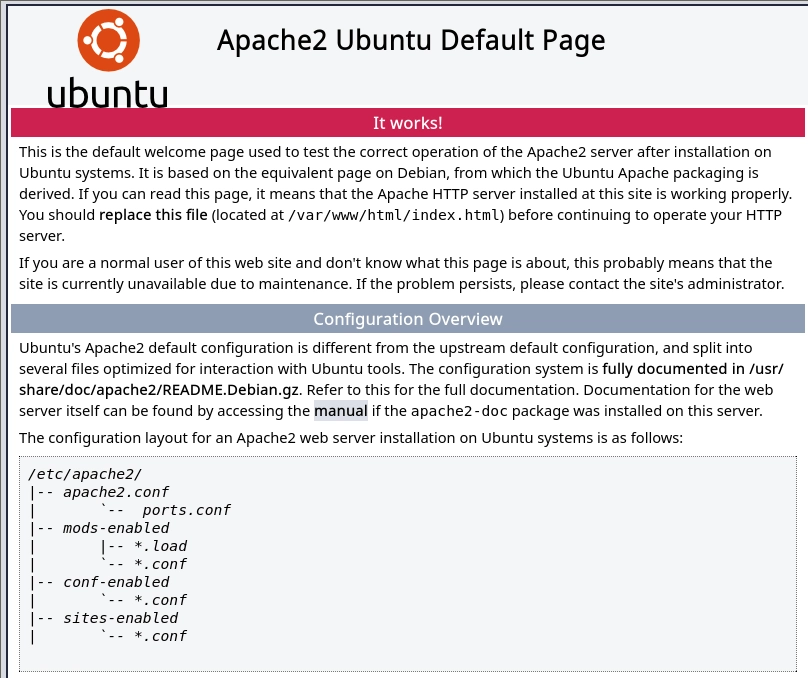 ubuntu
Apache2 Ubuntu Default Page
It works!
This is the default welcome page used to test the correct operation of the Apache2 server after installation on
Ubuntu systems. It is based on the equivalent page on Debian, from which the Ubuntu Apache packaging is
derived. If you can read this page, it means that the Apache HTTP server installed at this site is working properly.
You should replace this file (located at /var/www/html/index.html) before continuing to operate your HTTP
server.
If you are a normal user of this web site and don't know what this page is about, this probably means that the
site is currently unavailable due to maintenance. If the problem persists, please contact the site's administrator.
Configuration Overview
Ubuntu's Apache2 default configuration is different from the upstream default configuration, and split into
several files optimized for interaction with Ubuntu tools. The configuration system is fully documented in /usr/
share/doc/apache2/README.Debian.gz. Refer to this for the full documentation. Documentation for the web
server itself can be found by accessing the manual if the apache2-doc package was installed on this server.
The configuration layout for an Apache2 web server installation on Ubuntu systems is as follows:
/etc/apache2/
|-- apache2.conf
|       `--  ports.conf
|-- mods-enabled
|       |-- *.load
|       `-- *.conf
|-- conf-enabled
|       `-- *.conf
|-- sites-enabled
|       `-- *.conf